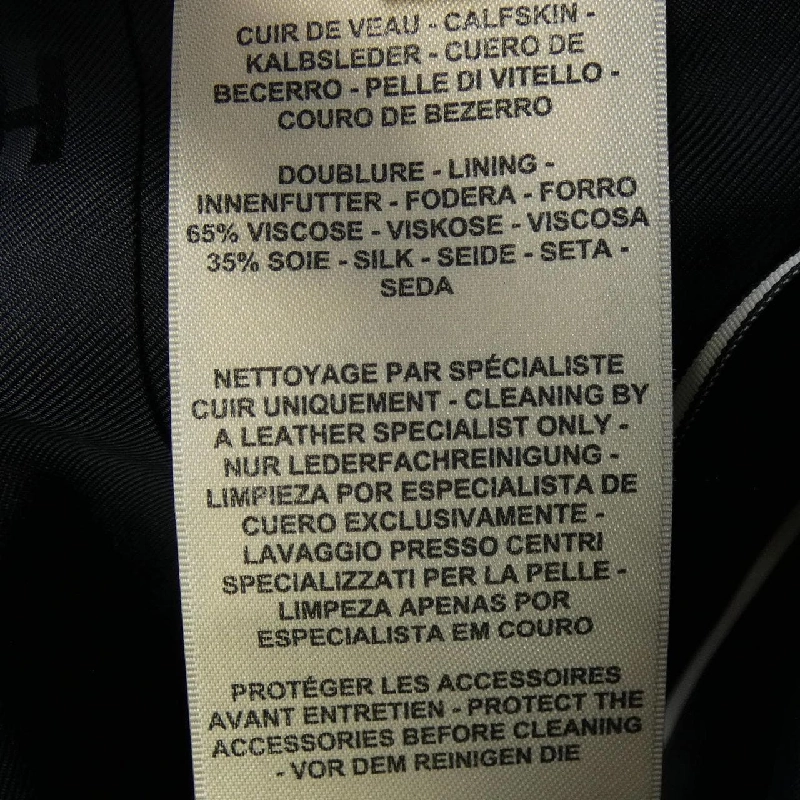 CUIR DE VEAU - CALFSKIN -
KALBSLEDER - CUERO DE
BECERRO - PELLE DI VITELLO -
COURO DE BEZERRO
DOUBLURE - LINING -
INNENFUTTER - FODERA - FORRO
65% VISCOSE - VISKOSE - VISCOSA
35% SOIE - SILK - SEIDE - SETA -
SEDA
NETTOYAGE PAR SPÉCIALISTE
CUIR UNIQUEMENT - CLEANING BY
A LEATHER SPECIALIST ONLY -
NUR LEDERFACHREINIGUNG -
LIMPIEZA POR ESPECIALISTA DE
CUERO EXCLUSIVAMENTE -
LAVAGGIO PRESSO CENTRI
SPECIALIZZATI PER LA PELLE -
LIMPEZA APENAS POR
ESPECIALISTA EM COURO
PROTÉGER LES ACCESSOIRES
AVANT ENTRETIEN - PROTECT THE
ACCESSORIES BEFORE CLEANING
- VOR DEM REINIGEN DIE